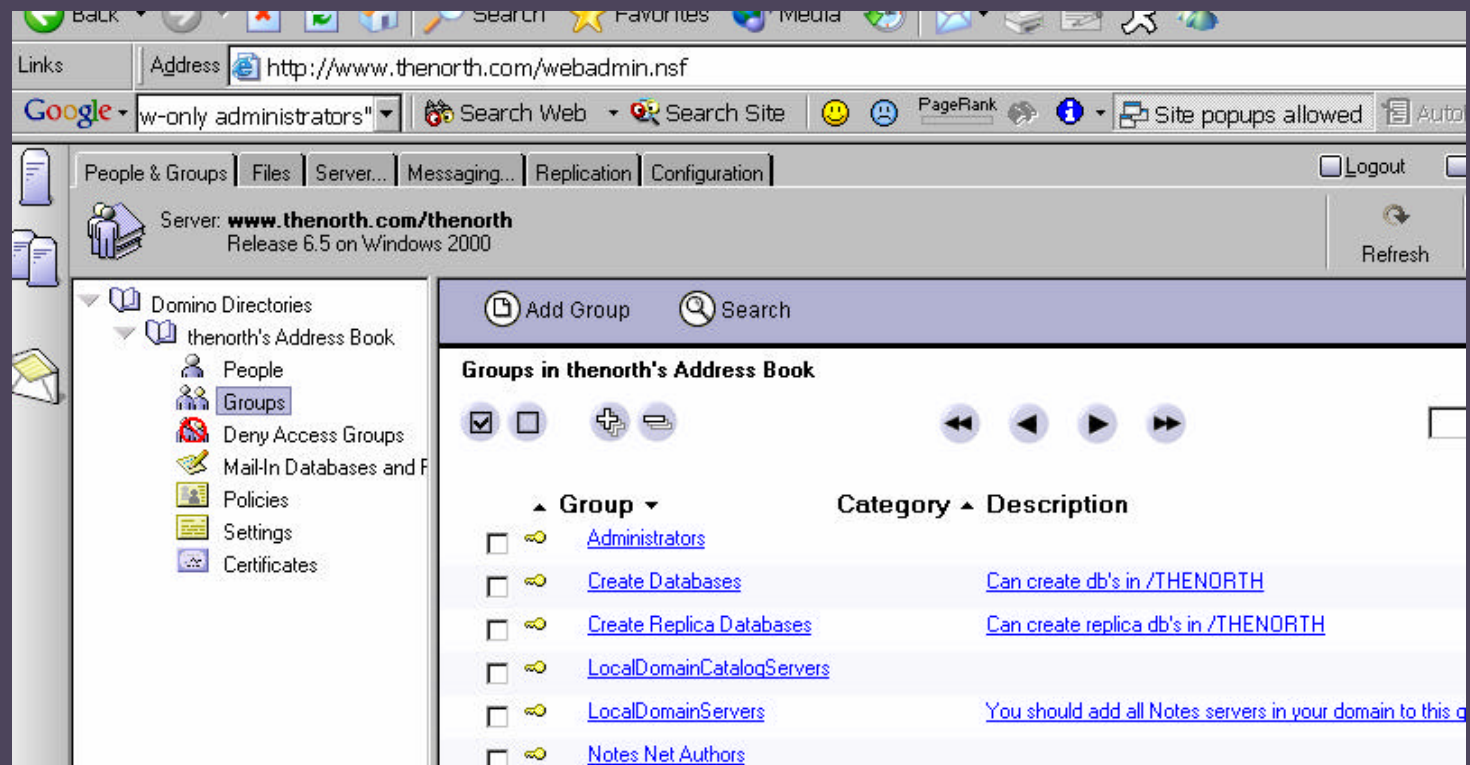 Back Search Favorites Media
Links Address http://www.thenorth.com/webadmin.nsf
Google w-only administrators" Search Web Search Site PageRank Site popups allowed
People & Groups Files Server... Messaging... Replication Configuration Logout
Server: www.thenorth.com/thenorth
Release 6.5 on Windows 2000
Refresh
Domino Directories
thenorth's Address Book
People
Groups
Deny Access Groups
Mail-In Databases and
Policies
Settings
Certificates
Add Group Search
Groups in thenorth's Address Book
Group Category Description
Administrators
Create Databases Can create db's in /THENORTH
Create Replica Databases Can create replica db's in /THENORTH
LocalDomainCatalogServers
LocalDomainServers You should add all Notes servers in your domain to this
Notes Net Authors